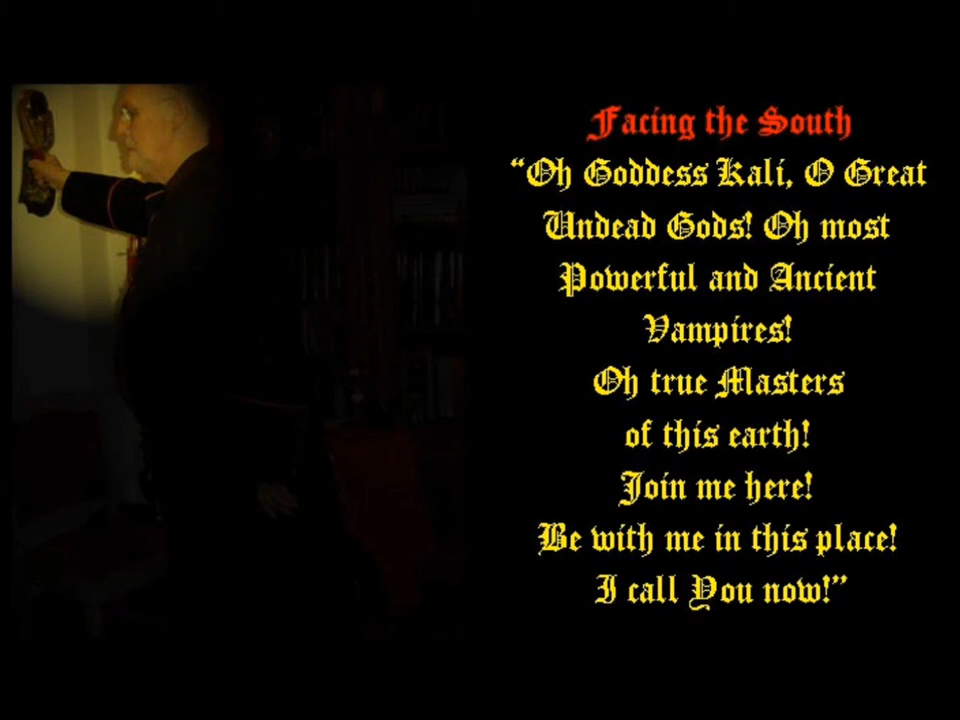 Facing the South
“Oh Goddess Kali, O Great
Undead Gods! Oh most
Powerful and Ancient
Vampires!
Oh true Masters
of this earth!
Join me here!
Be with me in this place!
I call You now!”